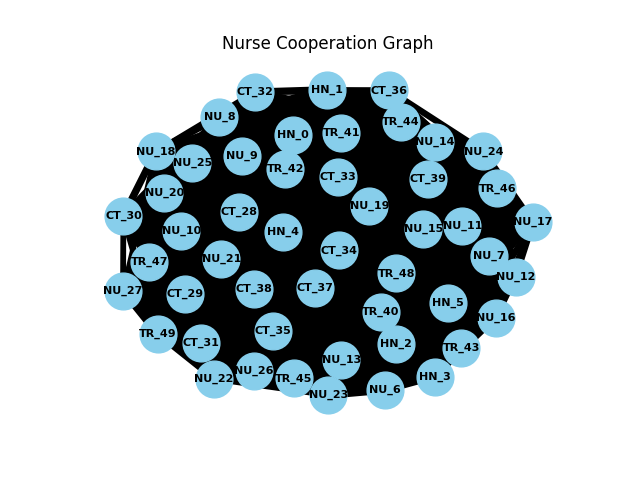 Nurse Cooperation Graph
CT_32
HN_1
CT_36
NU_8
TR_44
HN_0
TR_41
NU_14
NU_18
NU_25
NU_9
TR_42
NU_24
CT_33
CT_39
TR_46
NU_20
NU_19
CT_28
CT_30
NU_17
NU_10
HN_4
NU_15
NU_11
CT_34
NU_7
TR_47
NU_21
TR_48
NU_12
NU_27
CT_29
CT_38
CT_37
HN_5
TR_40
NU_16
TR_49
CT_35
CT_31
HN_2
TR_43
NU_13
NU_22
NU_26
TR_45
HN_3
NU_6
NU_23